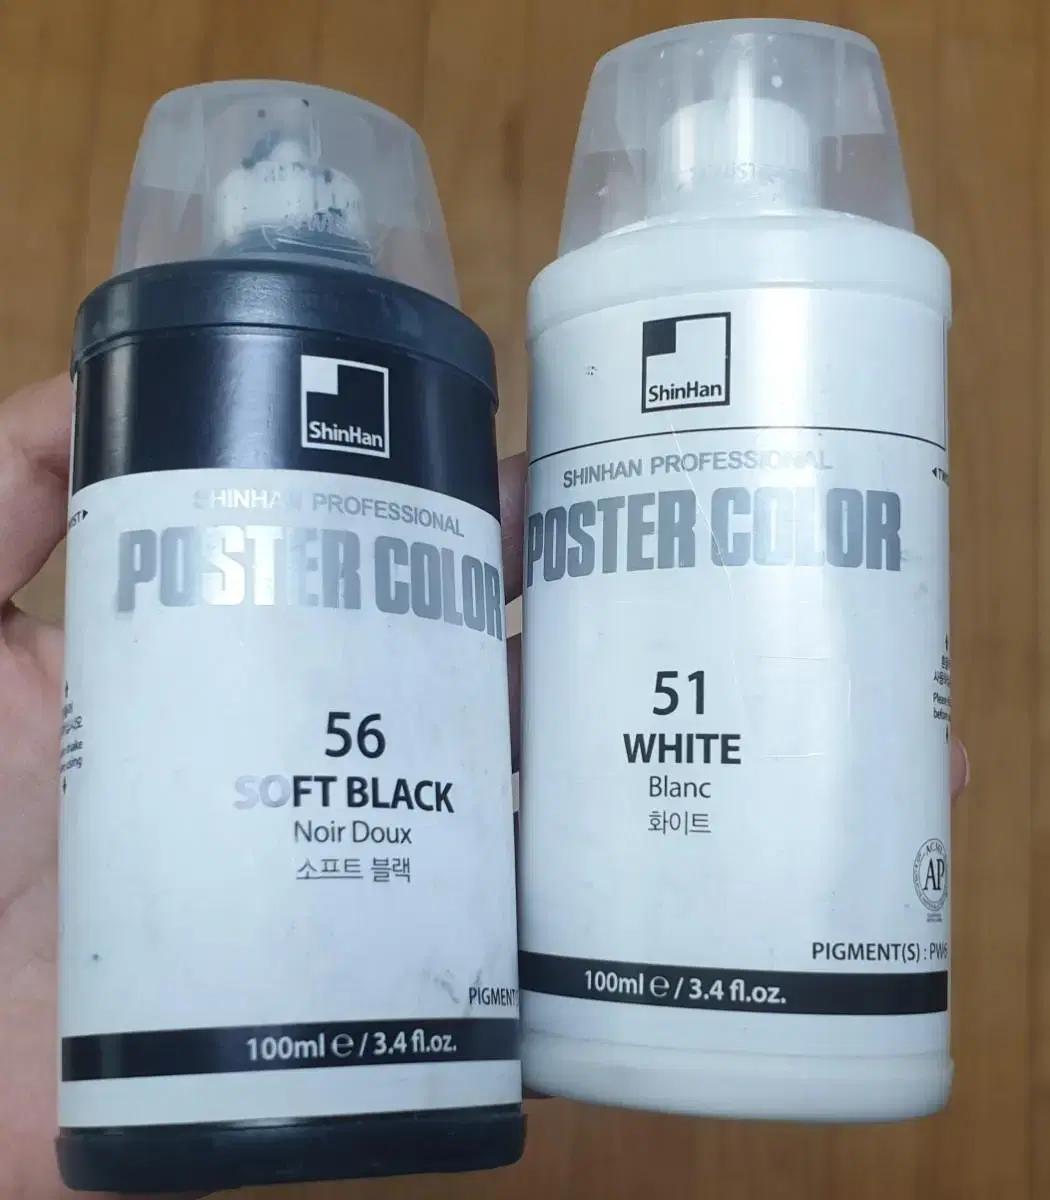 ShinHan
SHINHAN PROFESSIONAL
POSTER COLOR
56
SOFT BLACK
Noir Doux
소프트 블랙
PIGMENT
100ml ℮ / 3.4 fl.oz.
ShinHan
SHINHAN PROFESSIONAL
POSTER COLOR
51
WHITE
Blanc
화이트
AP
PIGMENT(S) : PW6
100ml ℮ / 3.4 fl.oz.
Please